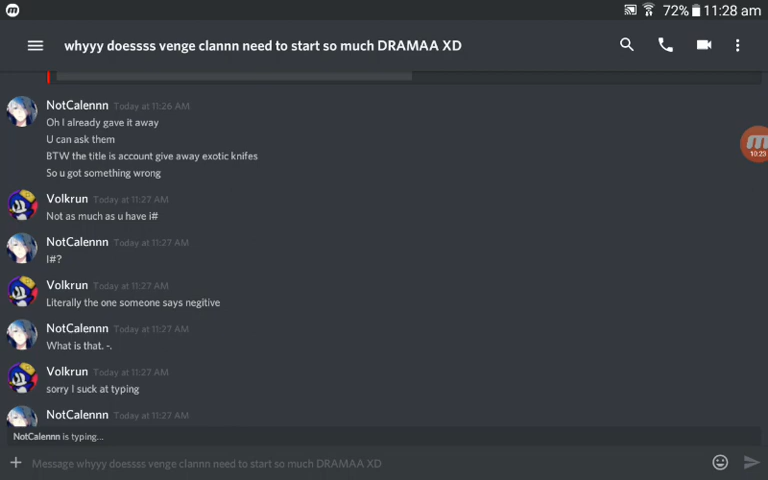 72% 11:28 am
whyyy doessss venge clannn need to start so much DRAMAA XD
NotCalennn Today at 11:26 AM
Oh I already gave it away
U can ask them
BTW the title is account give away exotic knifes
So u got something wrong
10:23
Volkrun Today at 11:27 AM
Not as much as u have i#
NotCalennn Today at 11:27 AM
I#?
Volkrun Today at 11:27 AM
Literally the one someone says negitive
NotCalennn Today at 11:27 AM
What is that. -.
Volkrun Today at 11:27 AM
sorry I suck at typing
NotCalennn Today at 11:27 AM
NotCalennn is typing...
Message whyyy doessss venge clannn need to start so much DRAMAA XD